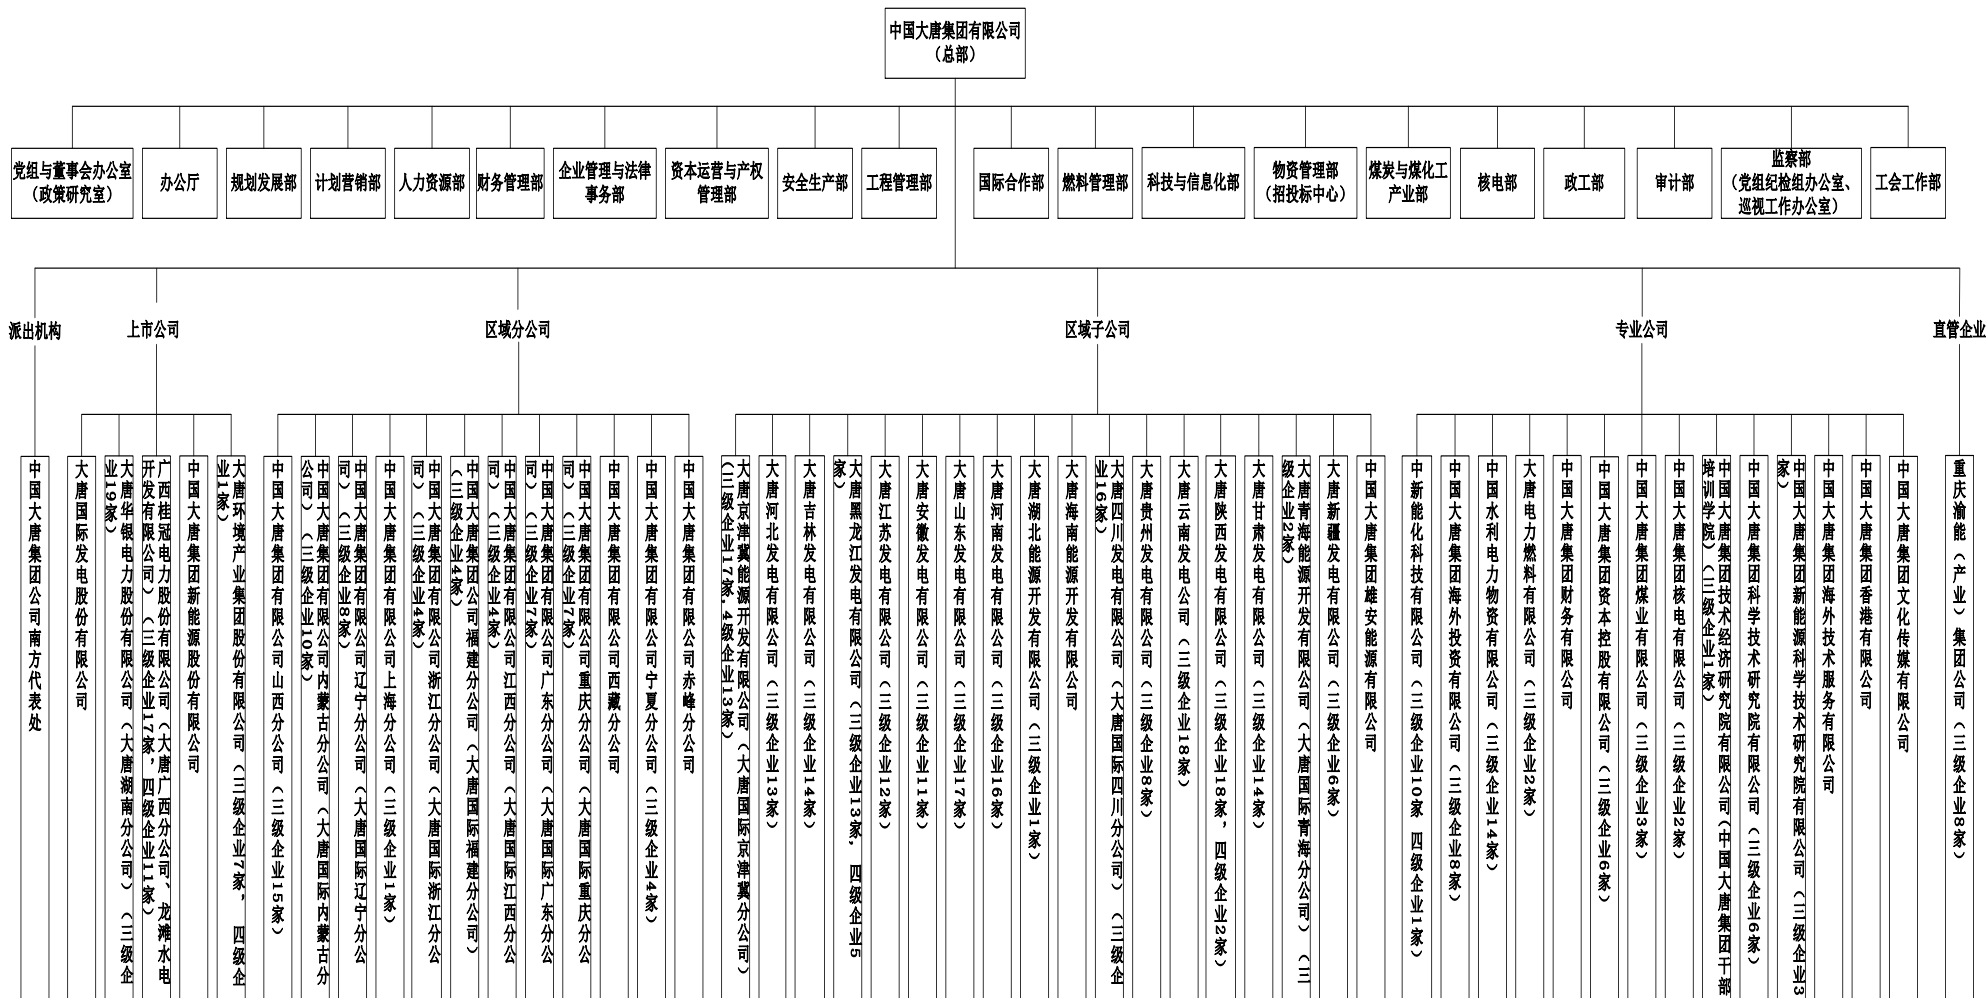 中国大唐集团有限公司
（总部）
党组与董事会办公室
（政策研究室）
办公厅
规划发展部
计划营销部
人力资源部
财务管理部
企业管理与法律
事务部
资本运营与产权
管理部
安全生产部
工程管理部
国际合作部
燃料管理部
科技与信息化部
物资管理部
（招投标中心）
煤炭与煤化工
产业部
核电部
政工部
审计部
监察部
（党组纪检组办公室、
巡视工作办公室）
工会工作部
派出机构
上市公司
区域分公司
区域子公司
专业公司
直管企业
中国大唐集团公司南方代表处
大唐国际发电股份有限公司
大唐华银电力股份有限公司（大唐湖南分公司）（三级企
业19家）
广西桂冠电力股份有限公司（大唐广西分公司、龙滩水电
开发有限公司）（三级企业17家，四级企业11家）
中国大唐集团新能源股份有限公司
大唐环境产业集团股份有限公司（三级企业7家，四级企
业1家）
中国大唐集团有限公司山西分公司（三级企业15家）
中国大唐集团有限公司内蒙古分公司（大唐国际内蒙古分
公司）（三级企业10家）
中国大唐集团有限公司辽宁分公司（大唐国际辽宁分公
司）（三级企业8家）
中国大唐集团有限公司上海分公司（三级企业1家）
中国大唐集团有限公司浙江分公司（大唐国际浙江分公
司）（三级企业4家）
中国大唐集团公司福建分公司（大唐国际福建分公司）
（三级企业4家）
中国大唐集团有限公司江西分公司（大唐国际江西分公
司）（三级企业4家）
中国大唐集团有限公司广东分公司（大唐国际广东分公
司）（三级企业7家）
中国大唐集团有限公司重庆分公司（大唐国际重庆分公
司）（三级企业7家）
中国大唐集团有限公司西藏分公司
中国大唐集团有限公司宁夏分公司（三级企业4家）
中国大唐集团有限公司赤峰分公司
大唐京津冀能源开发有限公司（大唐国际京津冀分公司）
（三级企业17家，4级企业13家）
大唐河北发电有限公司（三级企业13家）
大唐吉林发电有限公司（三级企业14家）
大唐黑龙江发电有限公司（三级企业13家，四级企业5
家）
大唐江苏发电有限公司（三级企业12家）
大唐安徽发电有限公司（三级企业11家）
大唐山东发电有限公司（三级企业17家）
大唐河南发电有限公司（三级企业16家）
大唐湖北能源开发有限公司（三级企业1家）
大唐海南能源开发有限公司
大唐四川发电有限公司（大唐国际四川分公司）（三级企
业16家）
大唐贵州发电有限公司（三级企业8家）
大唐云南发电有限公司（三级企业18家）
大唐陕西发电有限公司（三级企业18家，四级企业2家）
大唐甘肃发电有限公司（三级企业14家）
大唐青海能源开发有限公司（大唐国际青海分公司）（三
级企业2家）
大唐新疆发电有限公司（三级企业6家）
中国大唐集团雄安能源有限公司
中新能化科技有限公司（三级企业10家 四级企业1家）
中国大唐集团海外投资有限公司（三级企业8家）
中国水利电力物资有限公司（三级企业14家）
大唐电力燃料有限公司（三级企业2家）
中国大唐集团财务有限公司
中国大唐集团资本控股有限公司（三级企业6家）
中国大唐集团煤业有限公司（三级企业3家）
中国大唐集团核电有限公司（三级企业2家）
中国大唐集团技术经济研究院有限公司（中国大唐集团干部
培训学院）（三级企业1家）
中国大唐集团科学技术研究院有限公司（三级企业6家）
中国大唐集团新能源科学技术研究院有限公司（三级企业3
家）
中国大唐集团海外技术服务有限公司
中国大唐集团香港有限公司
中国大唐集团文化传媒有限公司
重庆渝能（产业）集团公司（三级企业8家）